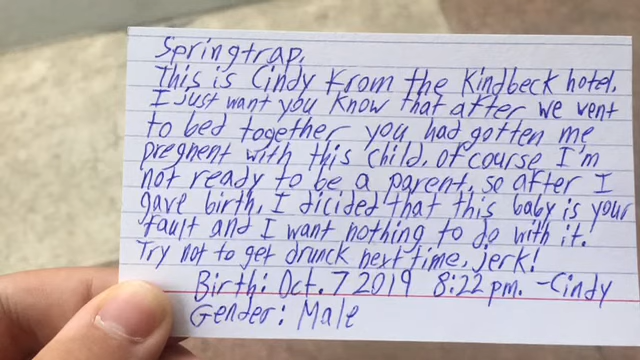 Springtrap,
This is Cindy from the Kindbeck hotel.
I just want you know that after we went
to bed together you had gotten me
pregnent with this child, of course I'm
not ready to be a parent, so after I
gave birth, I dicided that this baby is your
fault and I want nothing to do with it.
Try not to get drunck next time, jerk!
Birth: Oct. 7 2019 8:22 pm. -Cindy
Gender: Male